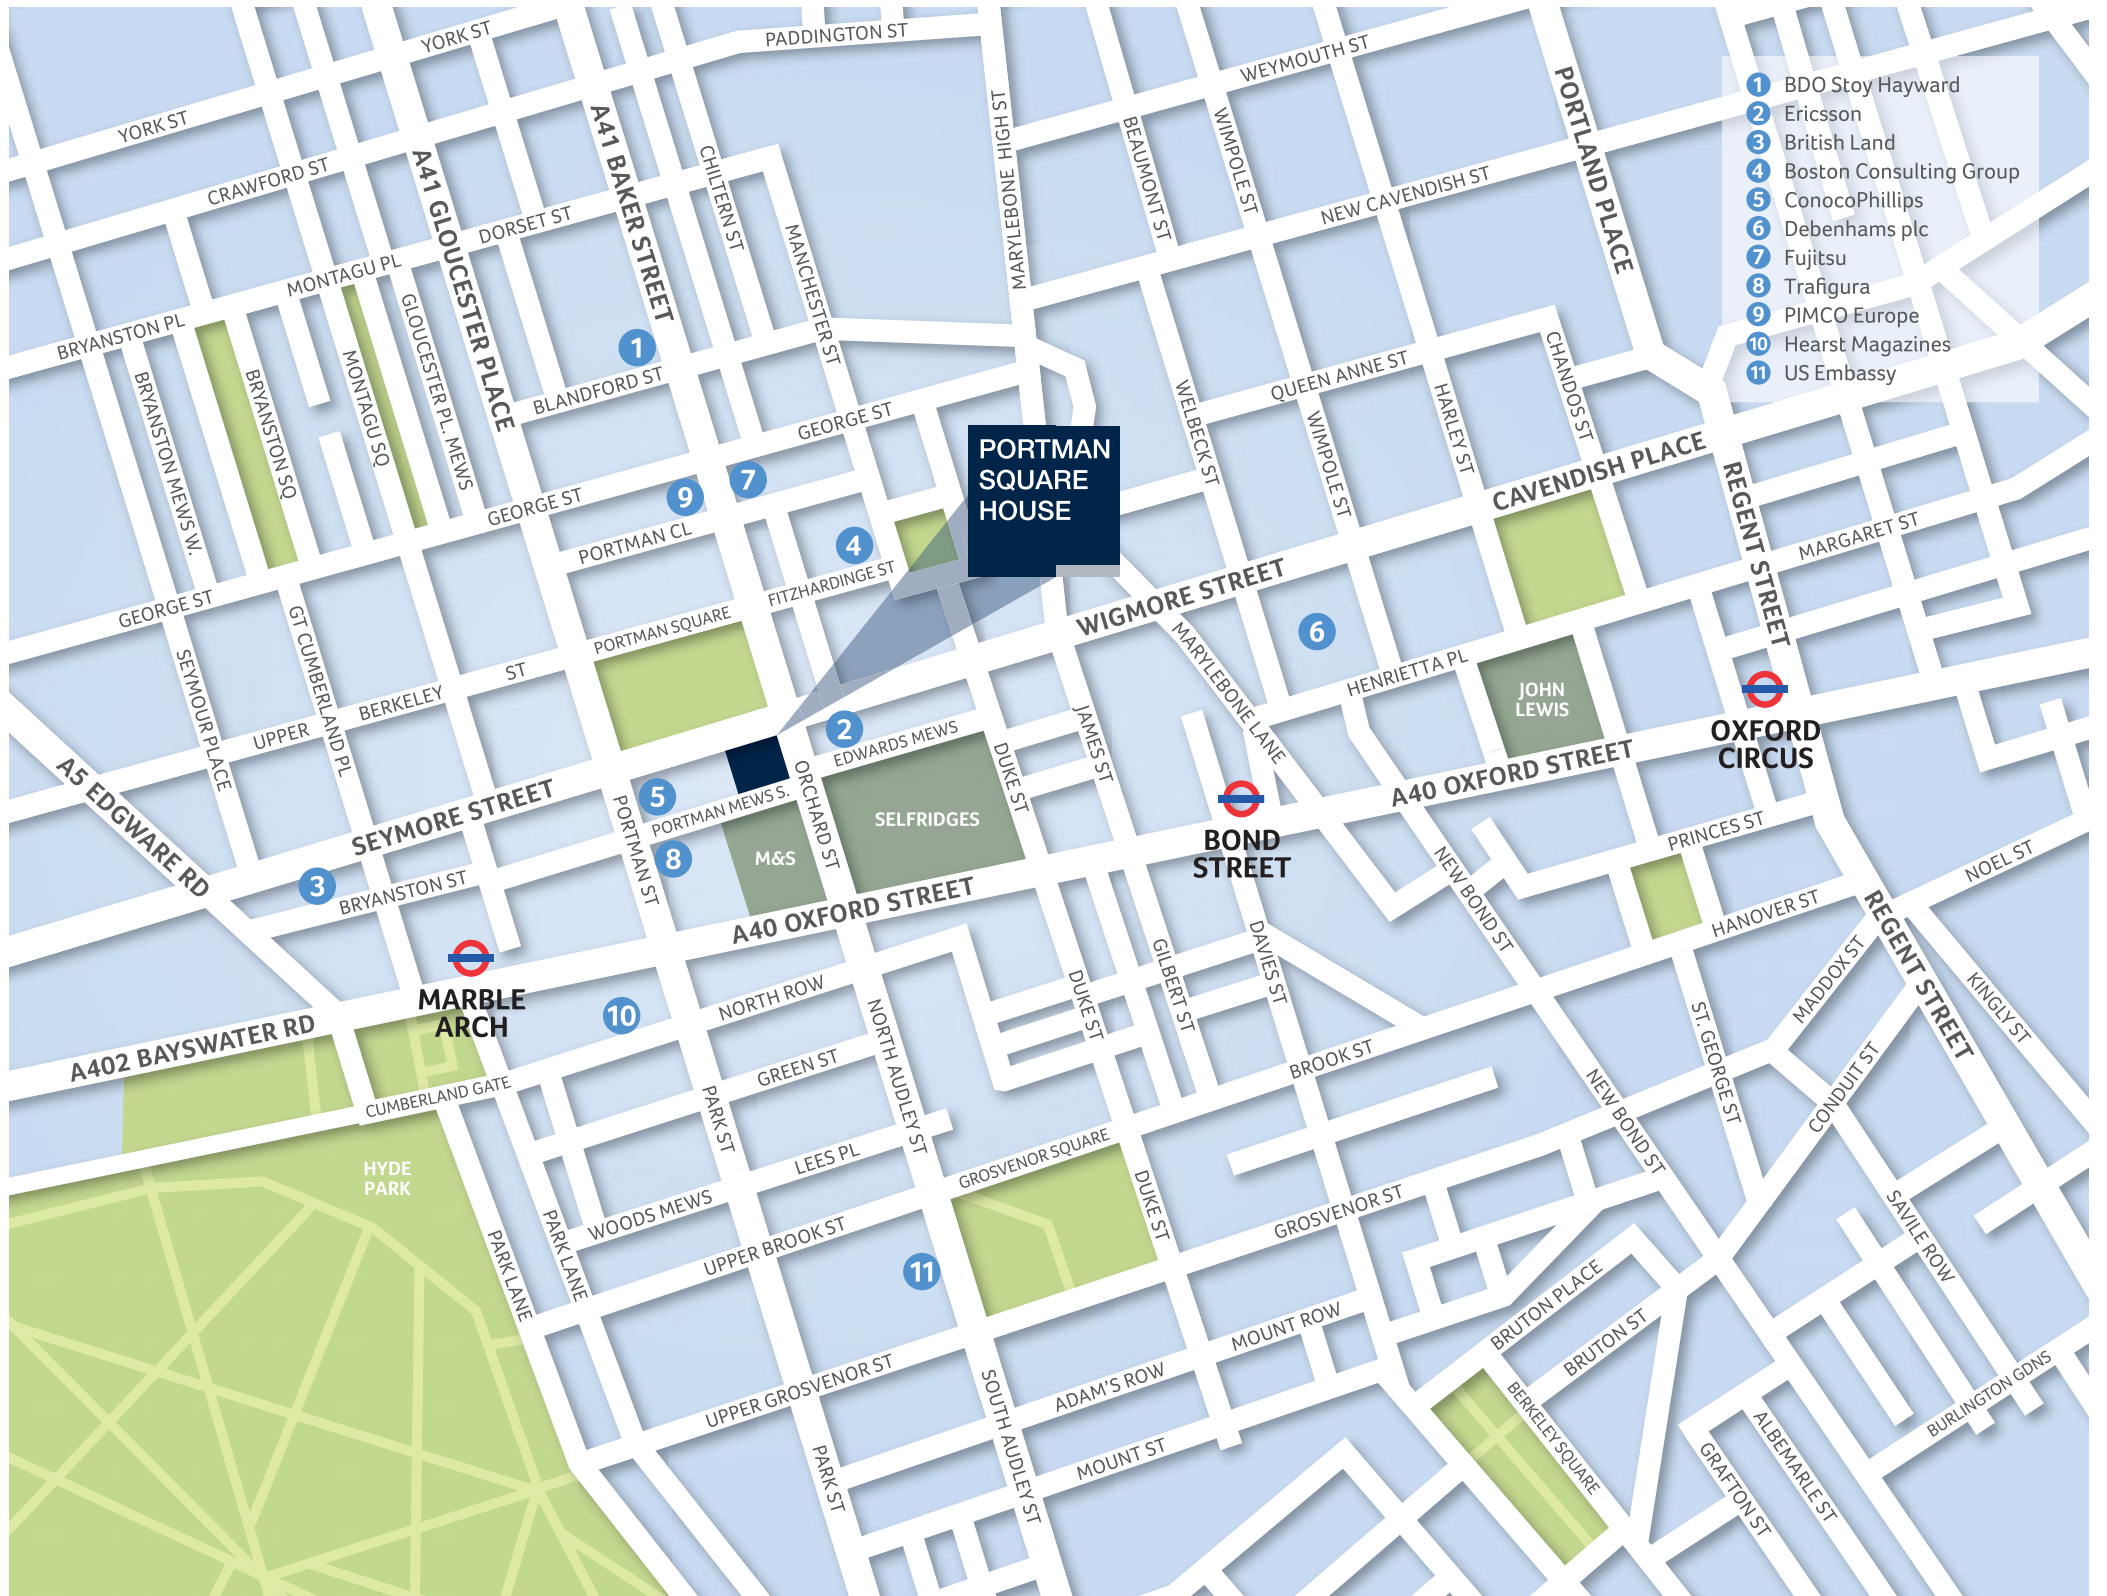 YORK ST
PADDINGTON ST
WEYMOUTH ST
YORK ST
CRAWFORD ST
A41 GLOUCESTER PLACE
A41 BAKER STREET
CHILTERN ST
MARYLEBONE HIGH ST
BEAUMONT ST
WIMPOLE ST
NEW CAVENDISH ST
PORTLAND PLACE
1 BDO Stoy Hayward
2 Ericsson
3 British Land
4 Boston Consulting Group
5 ConocoPhillips
6 Debenhams plc
7 Fujitsu
8 Trafigura
9 PIMCO Europe
10 Hearst Magazines
11 US Embassy
DORSET ST
MONTAGU PL
MANCHESTER ST
BRYANSTON PL
BRYANSTON MEWS W.
BRYANSTON SQ
MONTAGU SQ
GLOUCESTER PL. MEWS
1
BLANDFORD ST
GEORGE ST
QUEEN ANNE ST
WELBECK ST
WIMPOLE ST
HARLEY ST
CHANDOS ST
CAVENDISH PLACE
REGENT STREET
MARGARET ST
PORTMAN
SQUARE
HOUSE
7
9
GEORGE ST
PORTMAN CL
4
FITZHARDINGE ST
PORTMAN SQUARE
GEORGE ST
GT CUMBERLAND PL
SEYMOUR PLACE
UPPER
BERKELEY
ST
WIGMORE STREET
MARYLEBONE LANE
6
HENRIETTA PL
JOHN
LEWIS
OXFORD
CIRCUS
2
EDWARDS MEWS
JAMES ST
DUKE ST
A5 EDGWARE RD
SEYMORE STREET
5
PORTMAN MEWS S.
ORCHARD ST
SELFRIDGES
PORTMAN ST
8
M&S
3
BRYANSTON ST
A40 OXFORD STREET
BOND
STREET
A40 OXFORD STREET
PRINCES ST
NOEL ST
NEW BOND ST
HANOVER ST
REGENT STREET
MADDOX ST
KINGLY ST
MARBLE
ARCH
A402 BAYSWATER RD
10
NORTH ROW
NORTH AUDLEY ST
DUKE ST
GILBERT ST
DAVIES ST
BROOK ST
ST. GEORGE ST
CONDUIT ST
CUMBERLAND GATE
GREEN ST
PARK ST
LEES PL
GROSVENOR SQUARE
NEW BOND ST
HYDE
PARK
WOODS MEWS
UPPER BROOK ST
PARK LANE
PARK LANE
11
DUKE ST
GROSVENOR ST
SAVILE ROW
BRUTON PLACE
BRUTON ST
MOUNT ROW
UPPER GROSVENOR ST
ADAM'S ROW
SOUTH AUDLEY ST
MOUNT ST
PARK ST
BERKELEY SQUARE
GRAFTON ST
ALBEMARLE ST
BURLINGTON GDNS